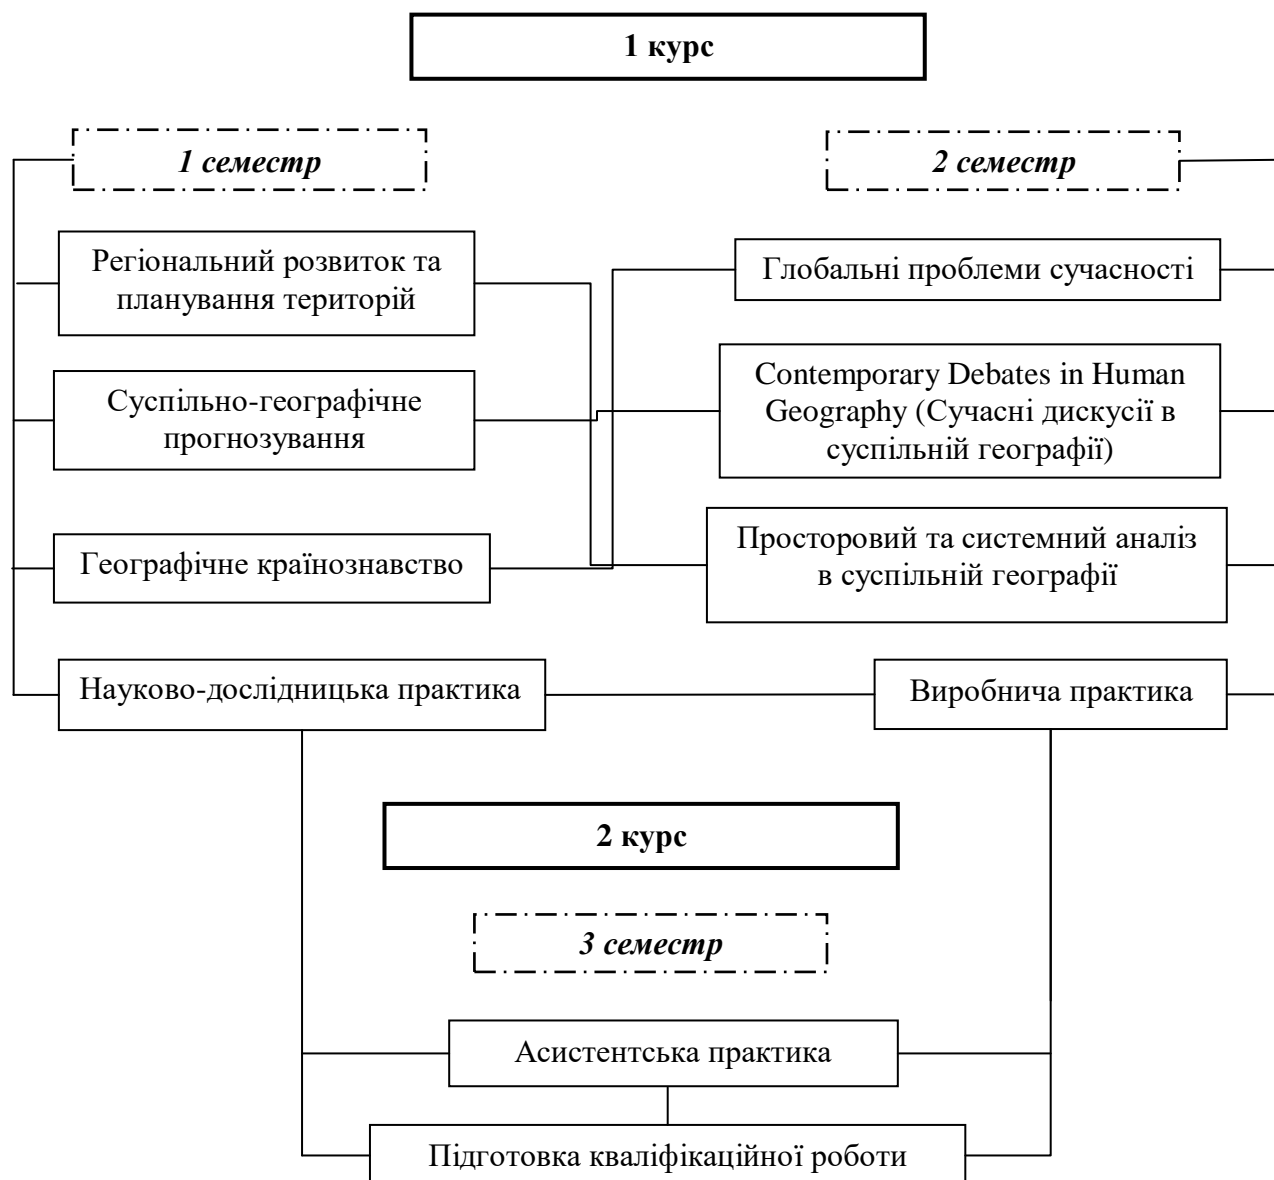 1 курс
1 семестр
2 семестр
Регіональний розвиток та
планування територій
Глобальні проблеми сучасності
Суспільно-географічне
прогнозування
Contemporary Debates in Human
Geography (Сучасні дискусії в
суспільній географії)
Географічне країнознавство
Просторовий та системний аналіз
в суспільній географії
Науково-дослідницька практика
Виробнича практика
2 курс
3 семестр
Асистентська практика
Підготовка кваліфікаційної роботи